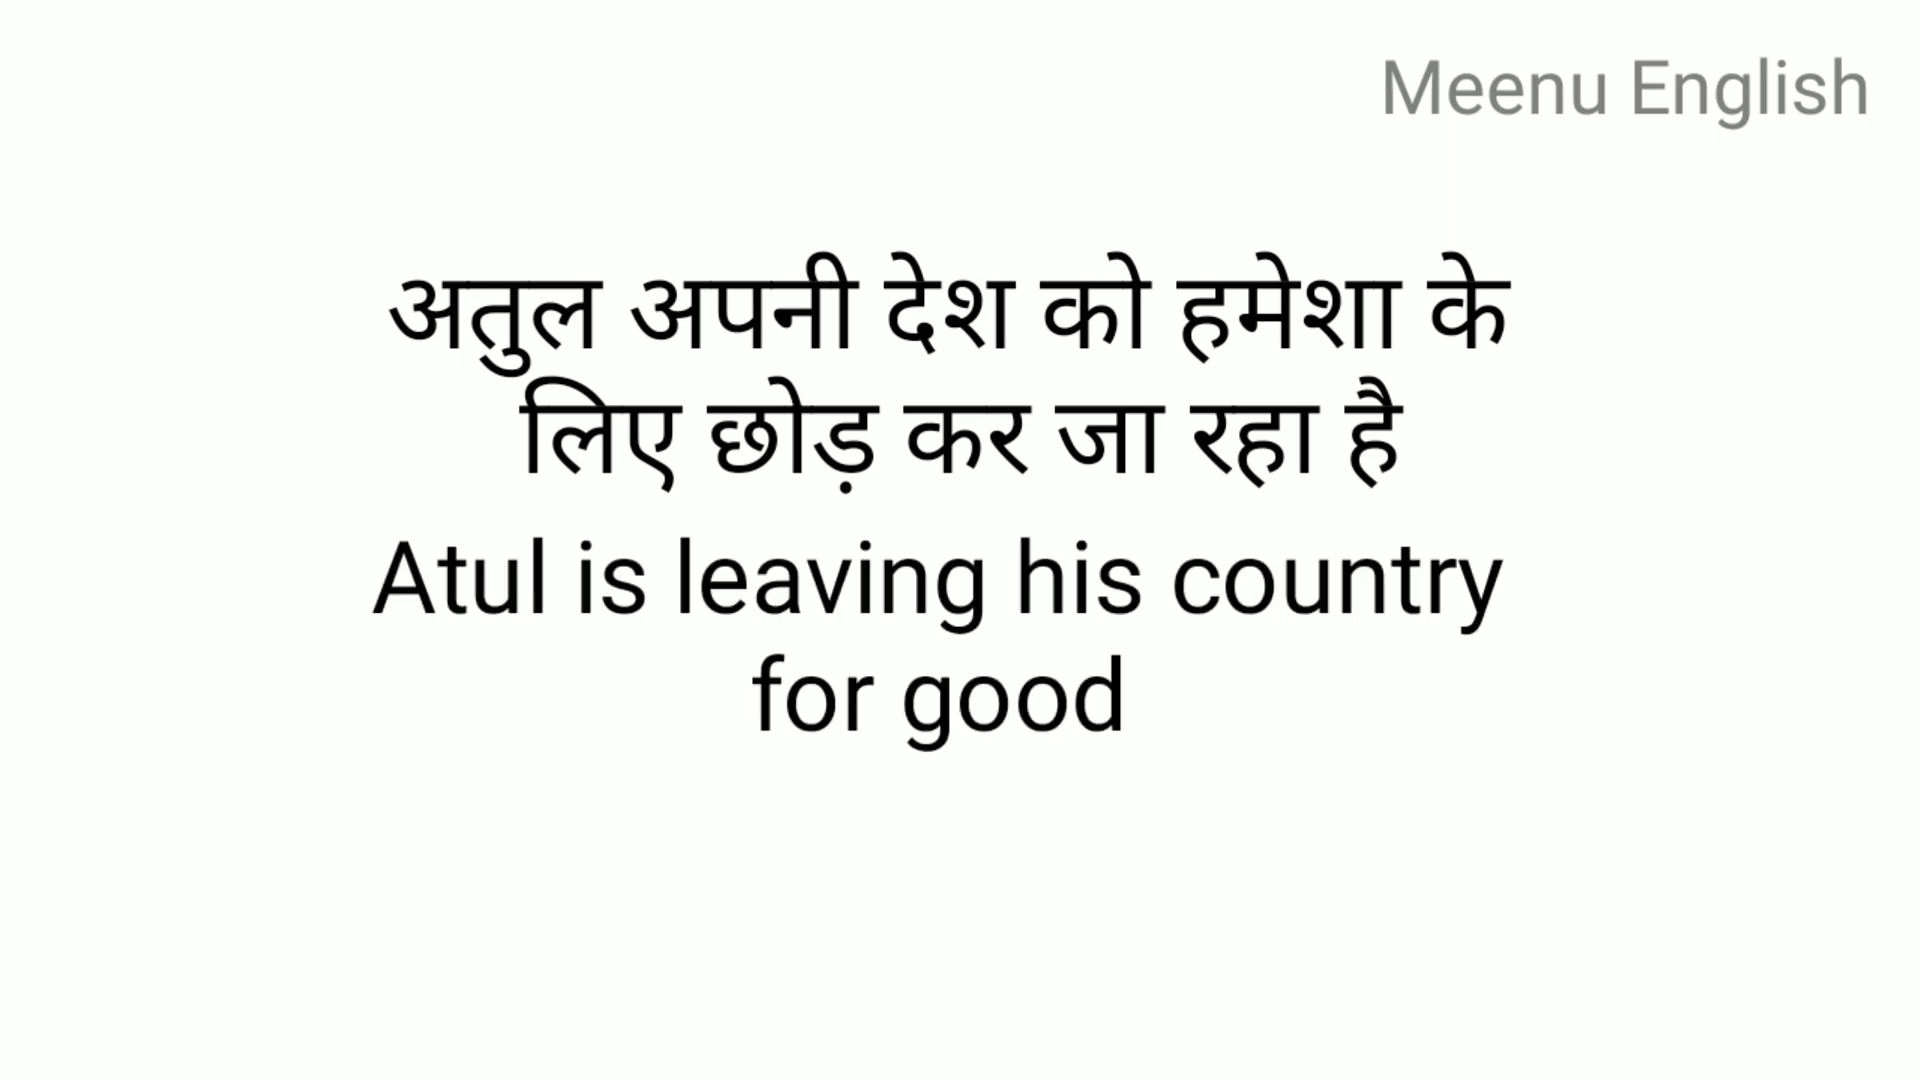 Meenu English
अतुल अपनी देश को हमेशा के
लिए छोड़ कर जा रहा है
Atul is leaving his country
for good